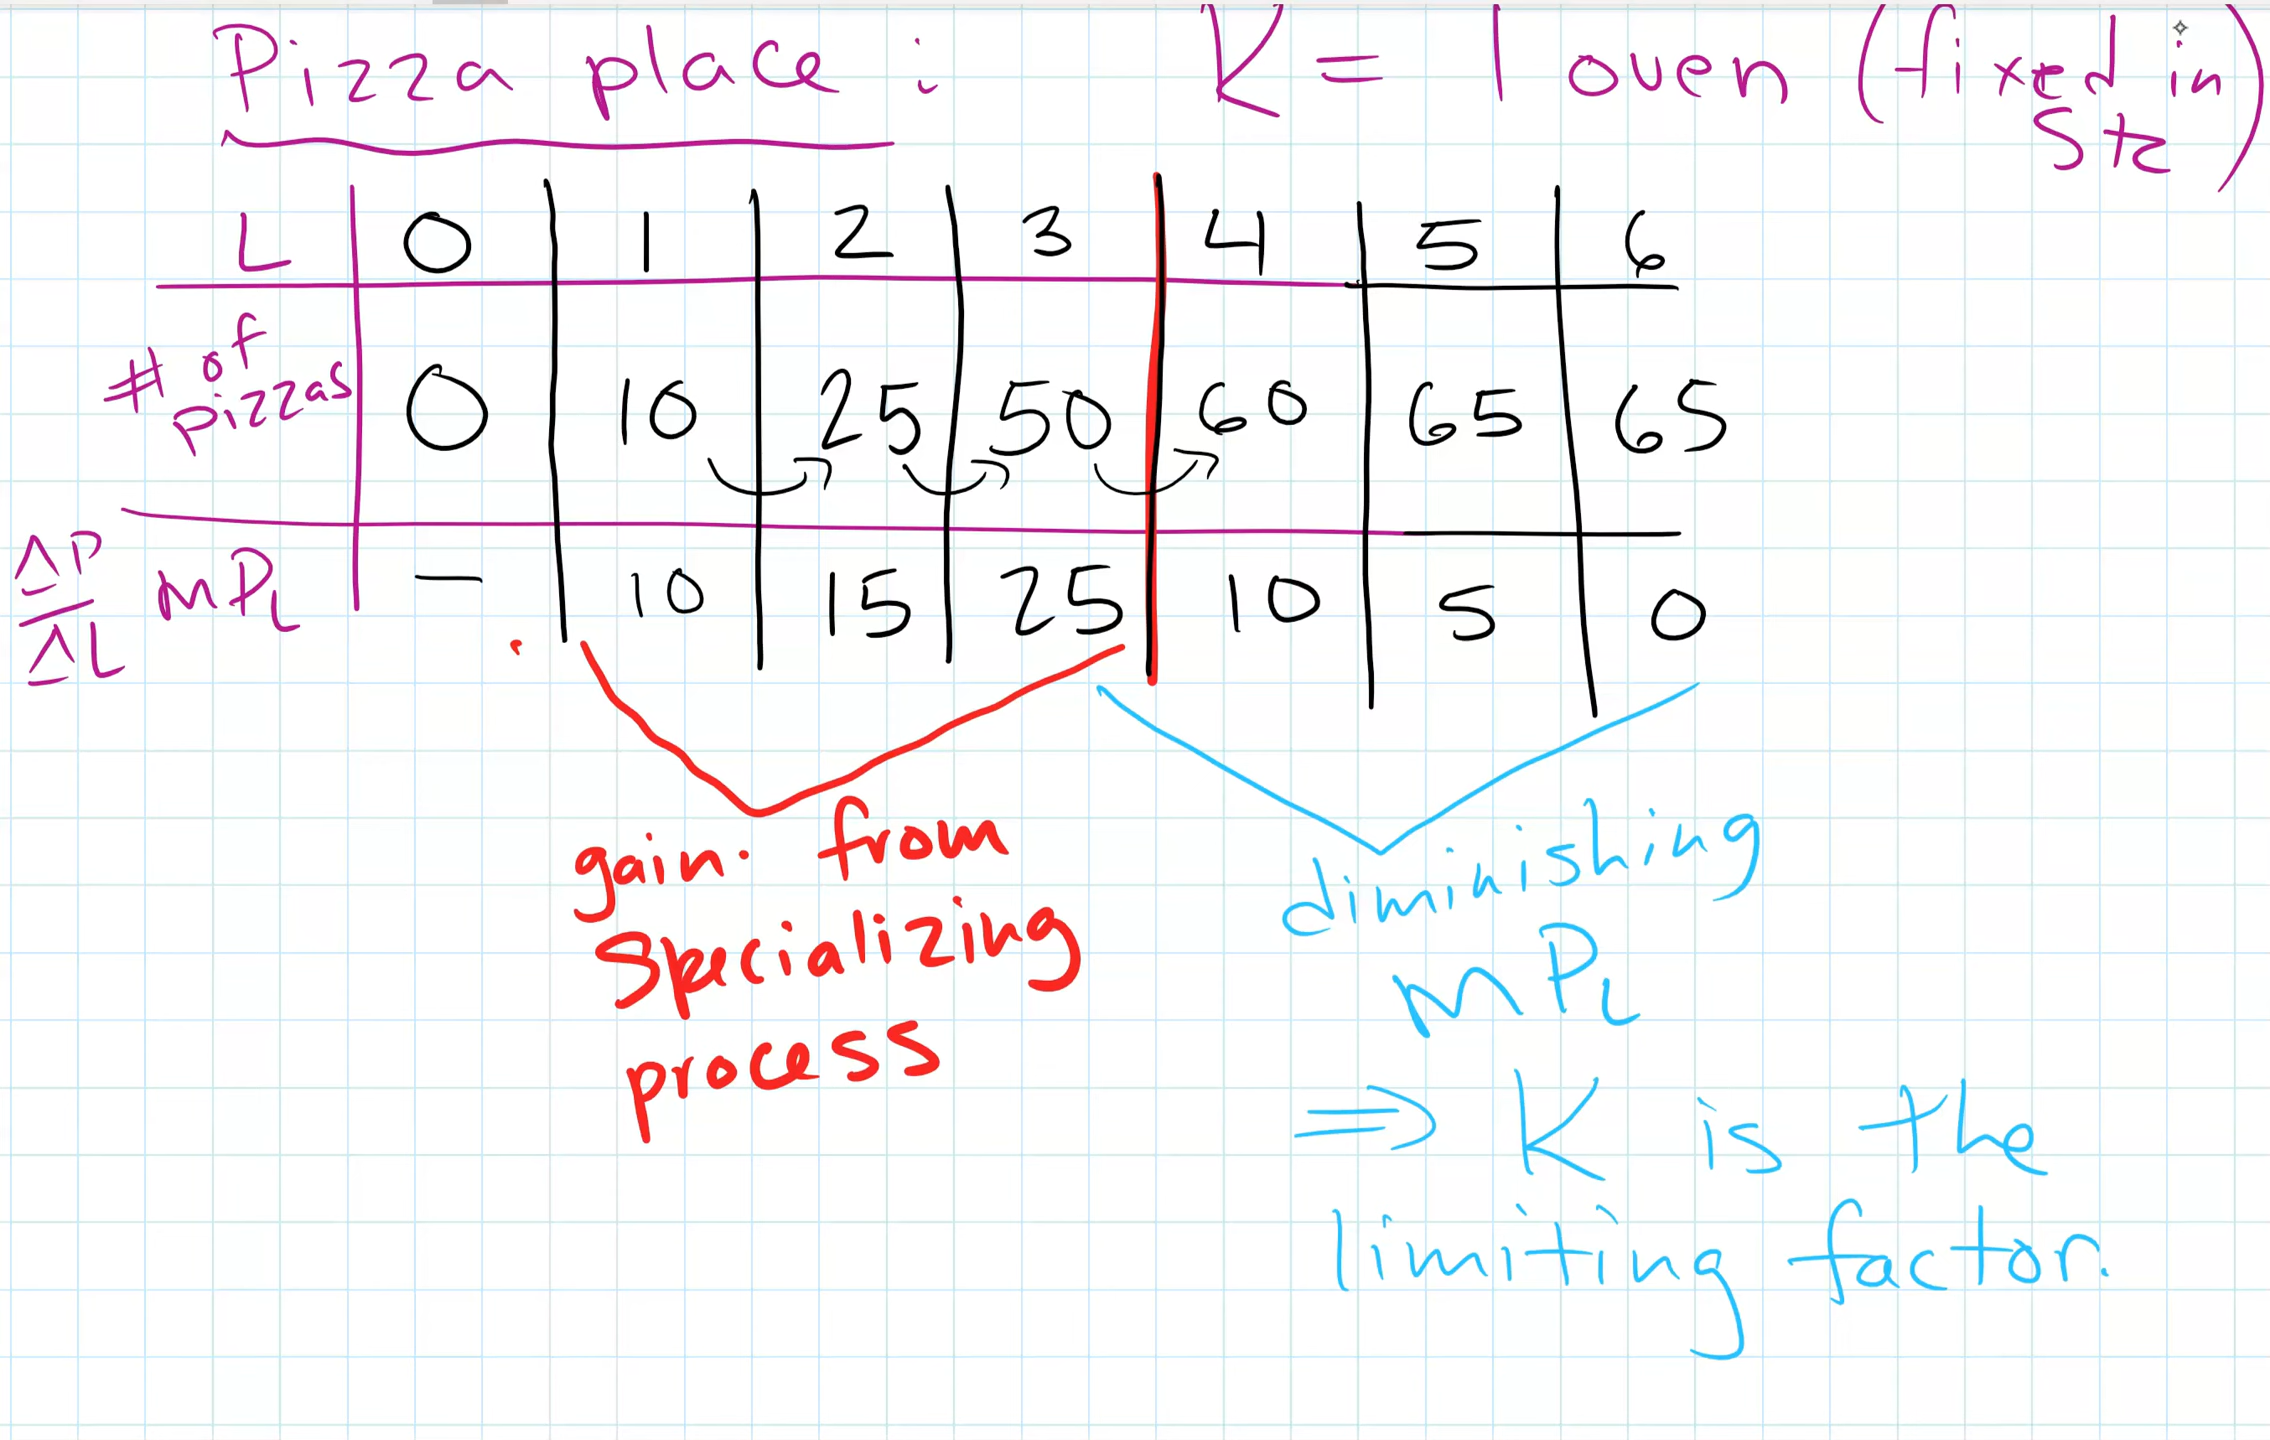 Pizza place : K = 1 oven (fixed in
Stz)
L 0 1 2 3 4 5 6
# of pizzas 0 10 25 50 60 65 65
ΔP/ΔL MPL — 10 15 25 10 5 0
gain. from
Specializing
process
diminishing
MPL
⇒ K is the
limiting factor.